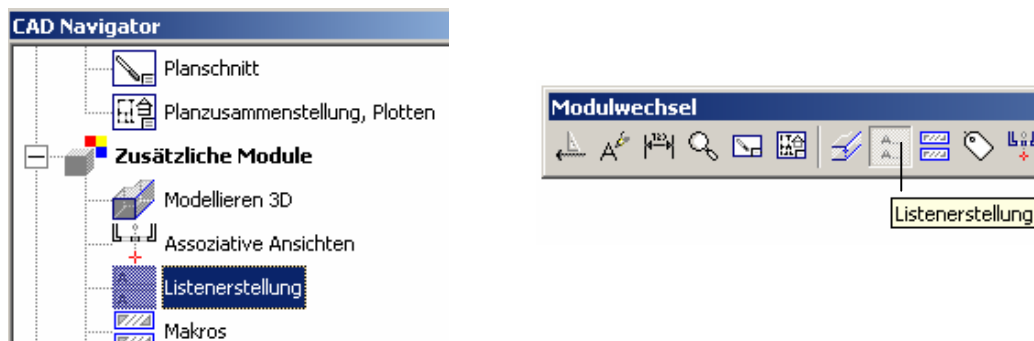 CAD Navigator
Planschnitt
Planzusammenstellung, Plotten
Zusätzliche Module
Modellieren 3D
Assoziative Ansichten
Listenerstellung
Makros
Modulwechsel
Listenerstellung